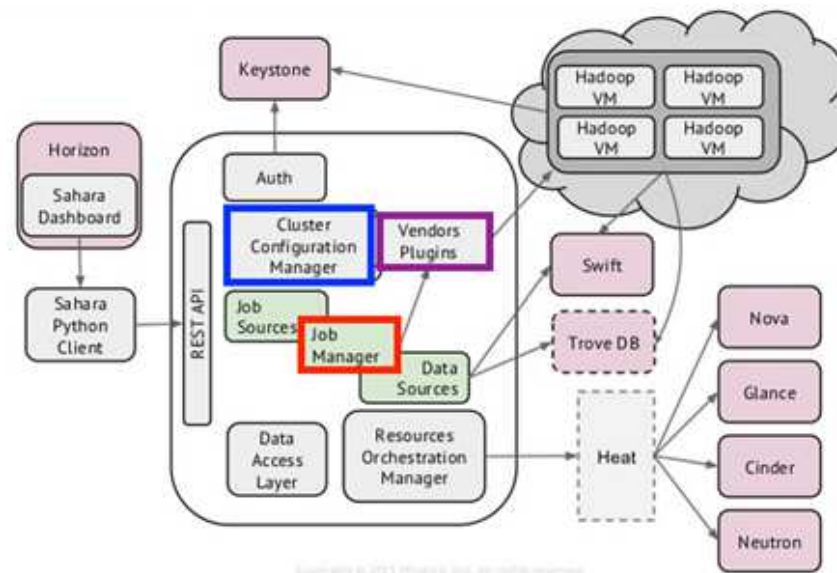 Keystone
Hadoop
VM
Hadoop
VM
Hadoop
VM
Hadoop
VM
Horizon
Sahara
Dashboard
Auth
Cluster
Configuration
Manager
Vendors
Plugins
Swift
Sahara
Python
Client
REST API
Job
Sources
Job
Manager
Data
Sources
Trove DB
Nova
Glance
Data
Access
Layer
Resources
Orchestration
Manager
Heat
Cinder
Neutron